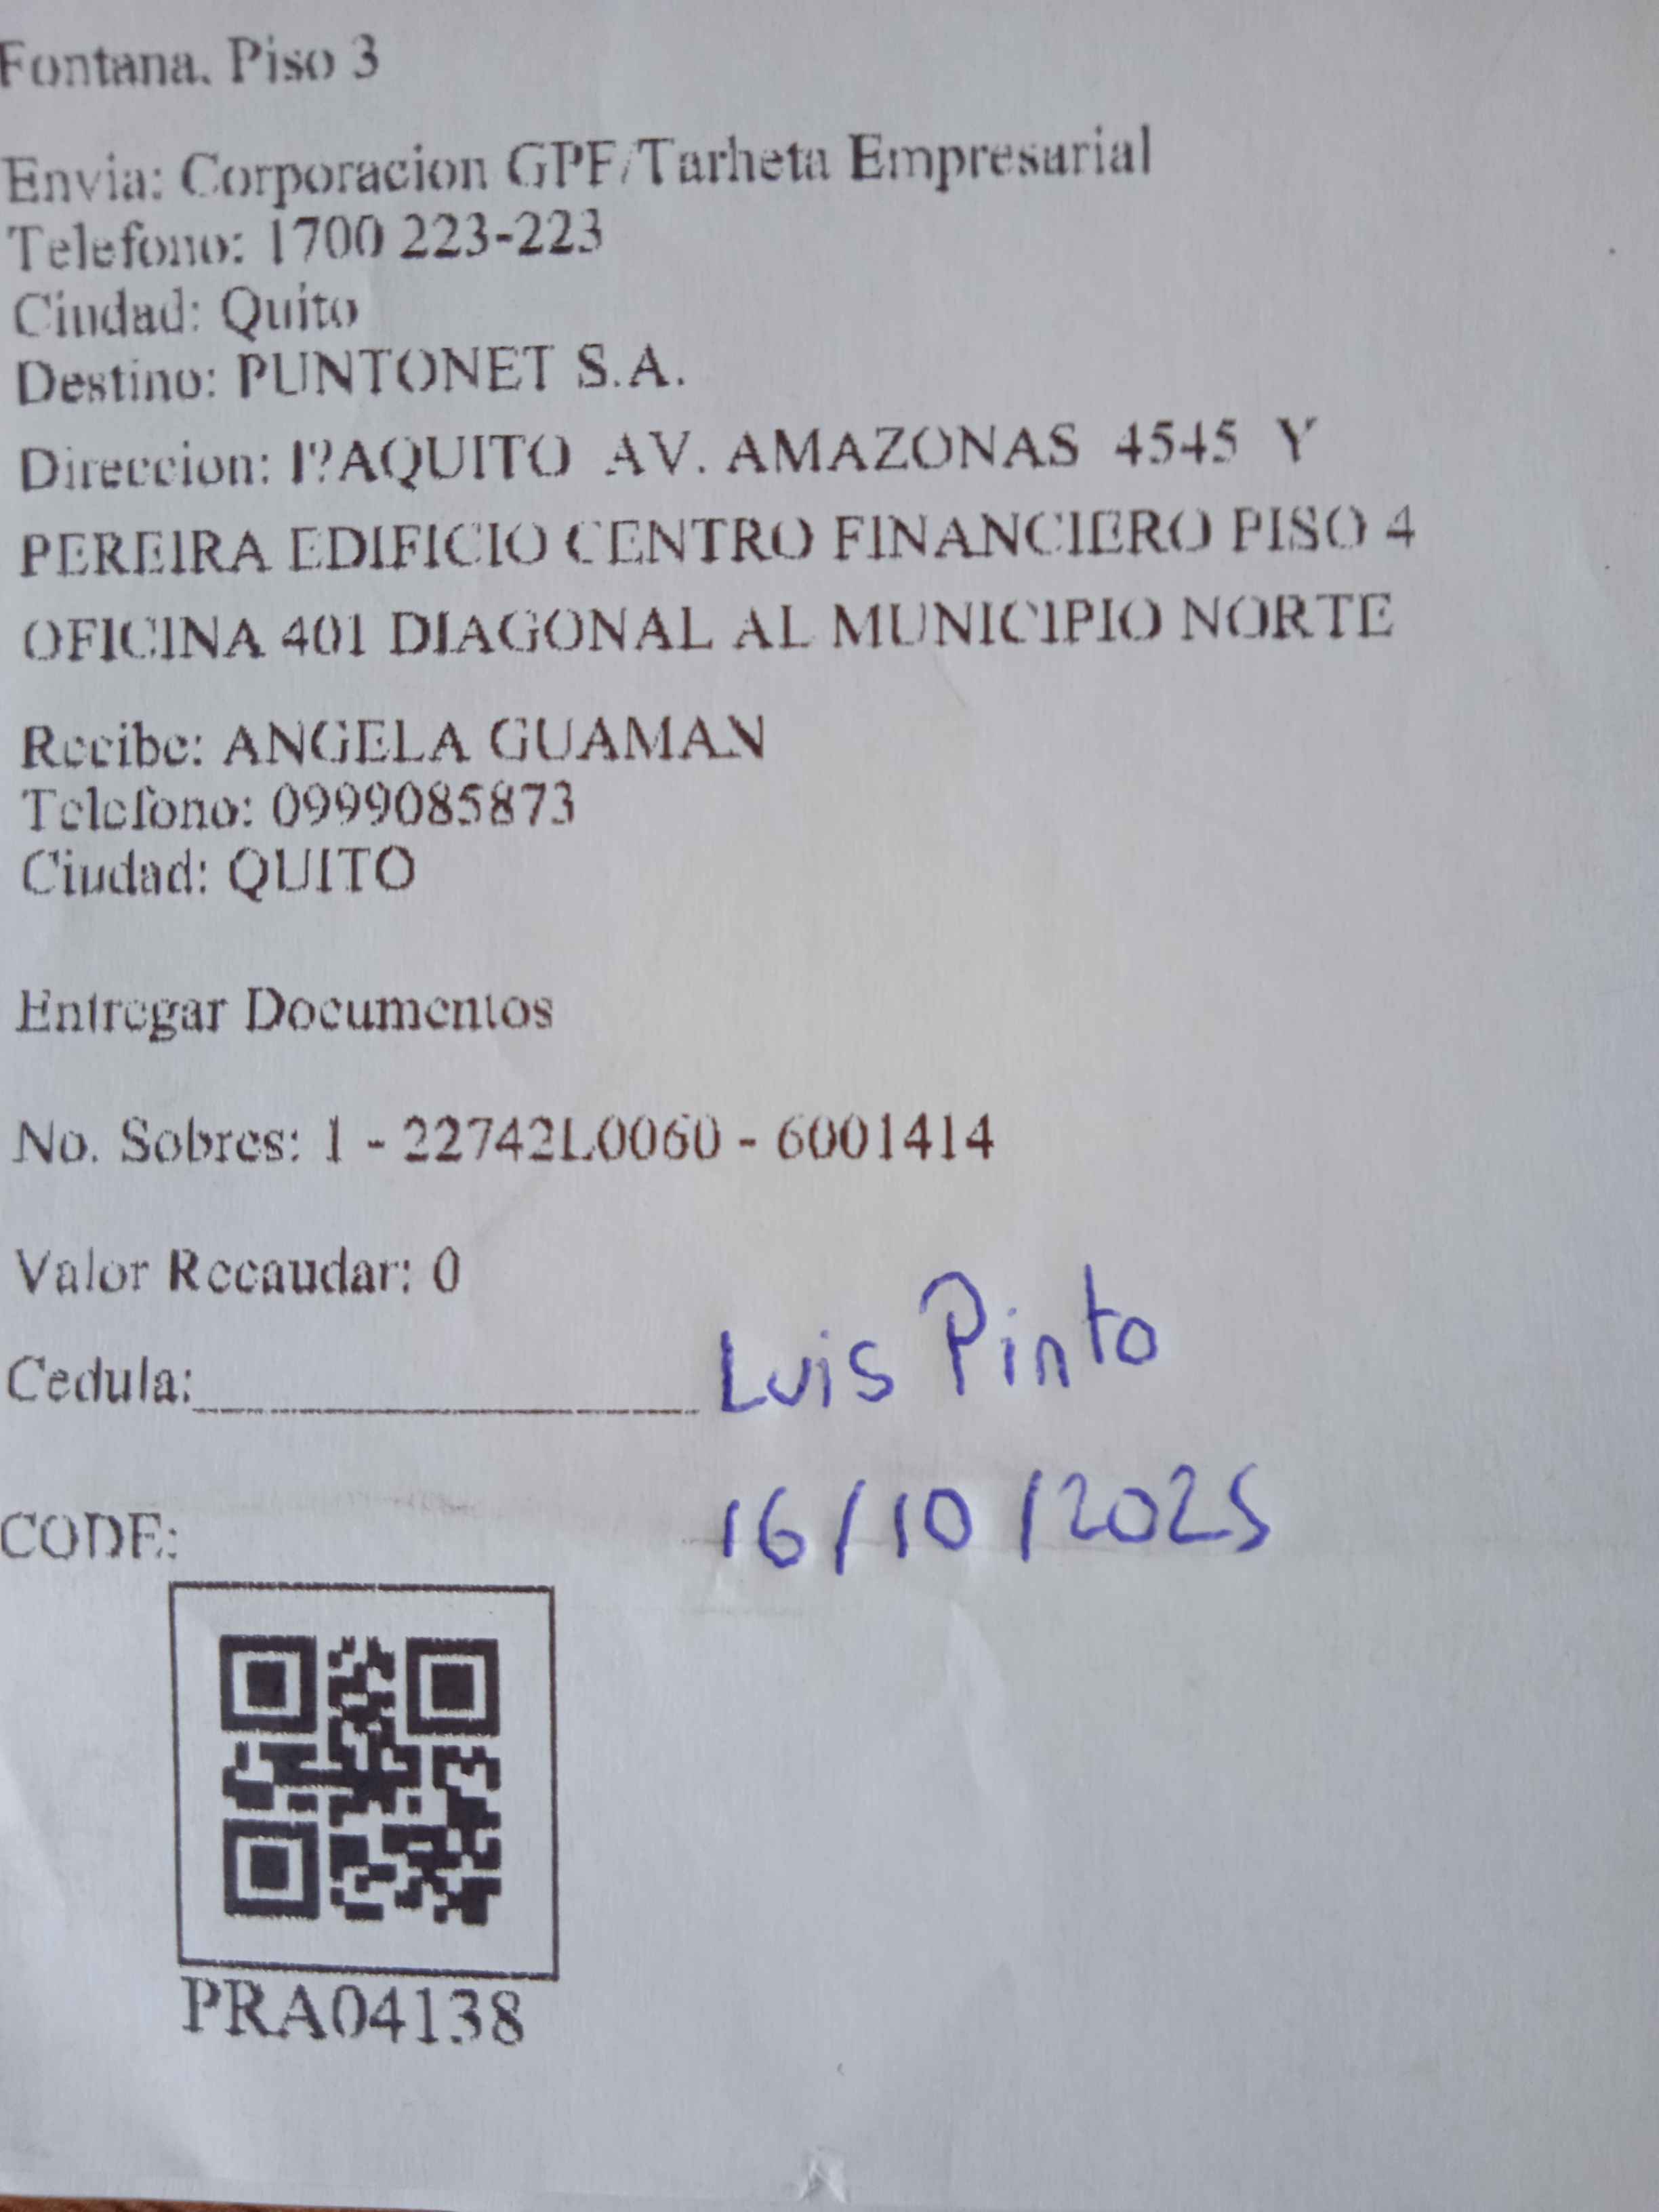 Fontana. Piso 3
Envia: Corporacion GPF/Tarheta Empresarial
Telefono: 1700 223-223
Ciudad: Quito
Destino: PUNTONET S.A.
Direccion: I?AQUITO AV. AMAZONAS 4545 Y
PEREIRA EDIFICIO CENTRO FINANCIERO PISO 4
OFICINA 401 DIAGONAL AL MUNICIPIO NORTE
Recibe: ANGELA GUAMAN
Telefono: 0999085873
Ciudad: QUITO
Entregar Documentos
No. Sobres: 1 - 22742L0060 - 6001414
Valor Recaudar: 0
Cedula:
Luis Pinto
CODE:
16/10/2025
PRA04138